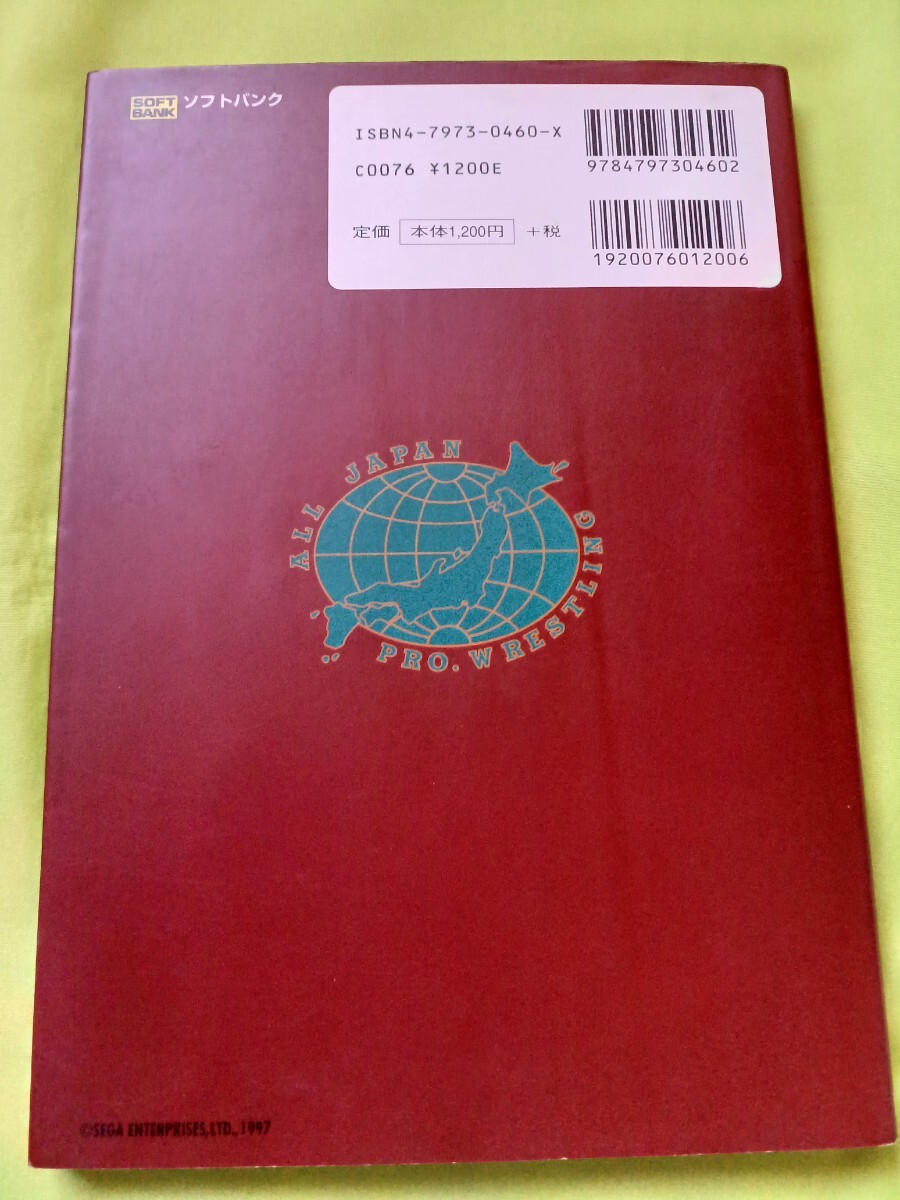 SOFT
BANK
ソフトバンク
ISBN4-7973-0460-X
C0076 ¥1200E
定価 本体1,200円 +税
9784797304602
1920076012006
ALL JAPAN
PRO. WRESTLING
©SEGA ENTERPRISES,LTD., 1997